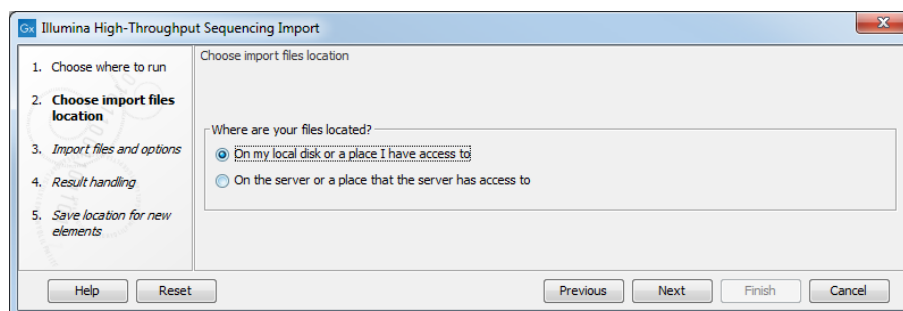 Gx Illumina High-Throughput Sequencing Import
1. Choose where to run
2. Choose import files
location
3. Import files and options
4. Result handling
5. Save location for new
elements
Choose import files location
Where are your files located?
On my local disk or a place I have access to
On the server or a place that the server has access to
Help Reset Previous Next Finish Cancel